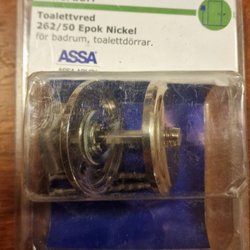 Toalettvred
262/50 Epok Nickel
för badrum, toalettdörrar.
ASSA